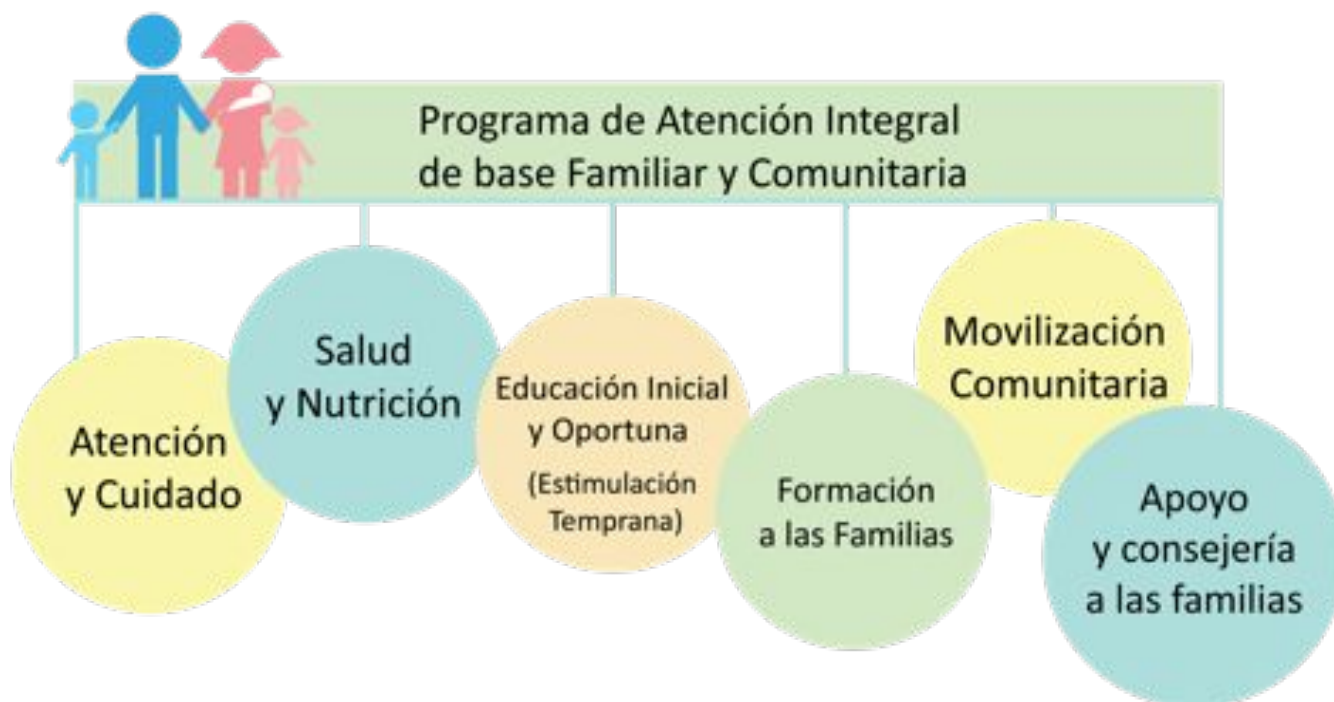 Programa de Atención Integral
de base Familiar y Comunitaria
Atención
y Cuidado
Salud
y Nutrición
Educación Inicial
y Oportuna
(Estimulación
Temprana)
Formación
a las Familias
Movilización
Comunitaria
Apoyo
y consejería
a las familias